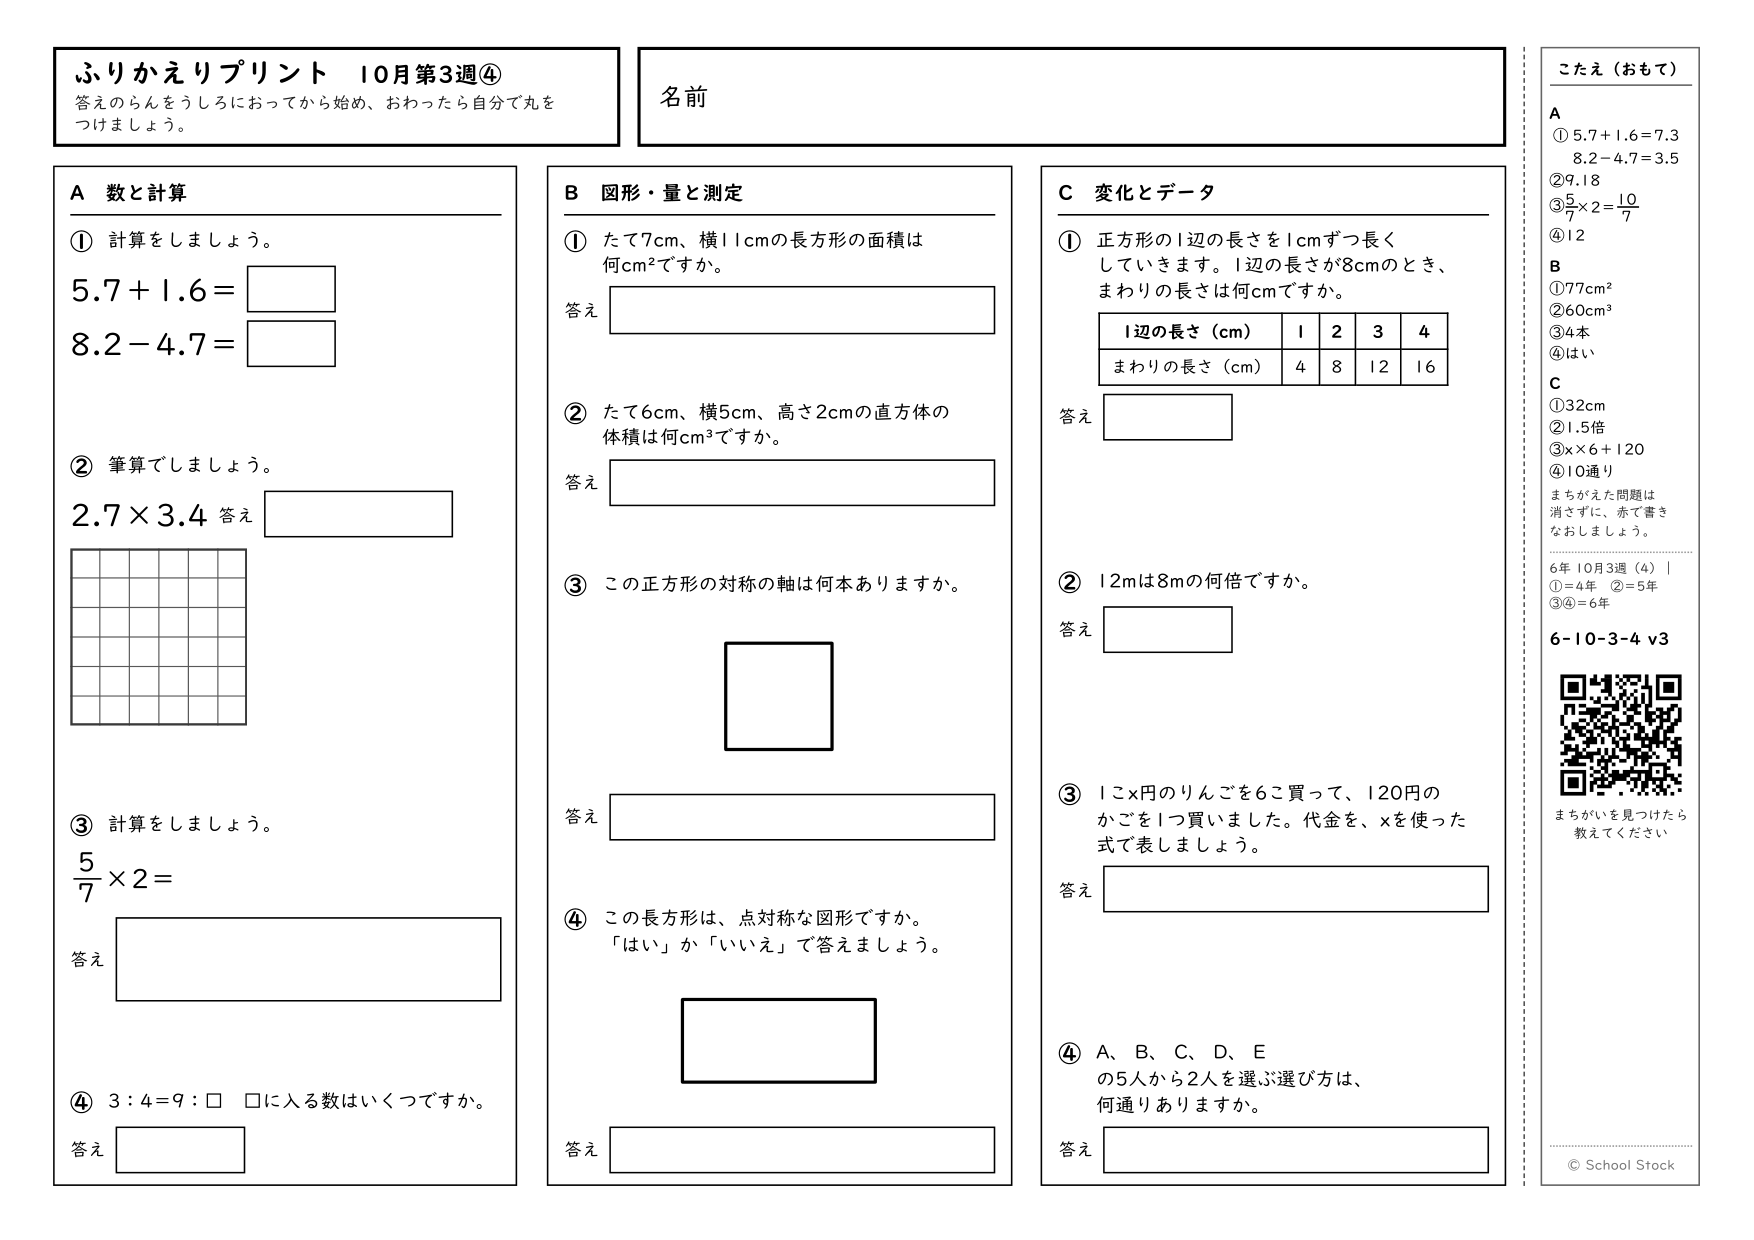 ふりかえりプリント　10月第3週④
答えのらんをうしろにおってから始め、おわったら自分で丸を
つけましょう。
名前
A　数と計算
① 計算をしましょう。
5.7＋1.6＝
8.2－4.7＝
② 筆算でしましょう。
2.7×3.4 答え
③ 計算をしましょう。
5/7×2＝
答え
④ 3：4＝9：□　□に入る数はいくつですか。
答え
B　図形・量と測定
① たて7cm、横11cmの長方形の面積は
何cm²ですか。
答え
② たて6cm、横5cm、高さ2cmの直方体の
体積は何cm³ですか。
答え
③ この正方形の対称の軸は何本ありますか。
答え
④ この長方形は、点対称な図形ですか。
「はい」か「いいえ」で答えましょう。
答え
C　変化とデータ
① 正方形の1辺の長さを1cmずつ長く
していきます。1辺の長さが8cmのとき、
まわりの長さは何cmですか。
1辺の長さ（cm） 1 2 3 4
まわりの長さ（cm） 4 8 12 16
答え
② 12mは8mの何倍ですか。
答え
③ 1こx円のりんごを6こ買って、120円の
かごを1つ買いました。代金を、xを使った
式で表しましょう。
答え
④ A、 B、 C、 D、 E
の5人から2人を選ぶ選び方は、
何通りありますか。
答え
こたえ（おもて）
A
① 5.7＋1.6＝7.3
8.2－4.7＝3.5
②9.18
③5/7×2＝10/7
④12
B
①77cm²
②60cm³
③4本
④はい
C
①32cm
②1.5倍
③x×6＋120
④10通り
まちがえた問題は
消さずに、赤で書き
なおしましょう。
6年 10月3週（4）｜
①＝4年　②＝5年
③④＝6年
6-10-3-4 v3
まちがいを見つけたら
教えてください
© School Stock